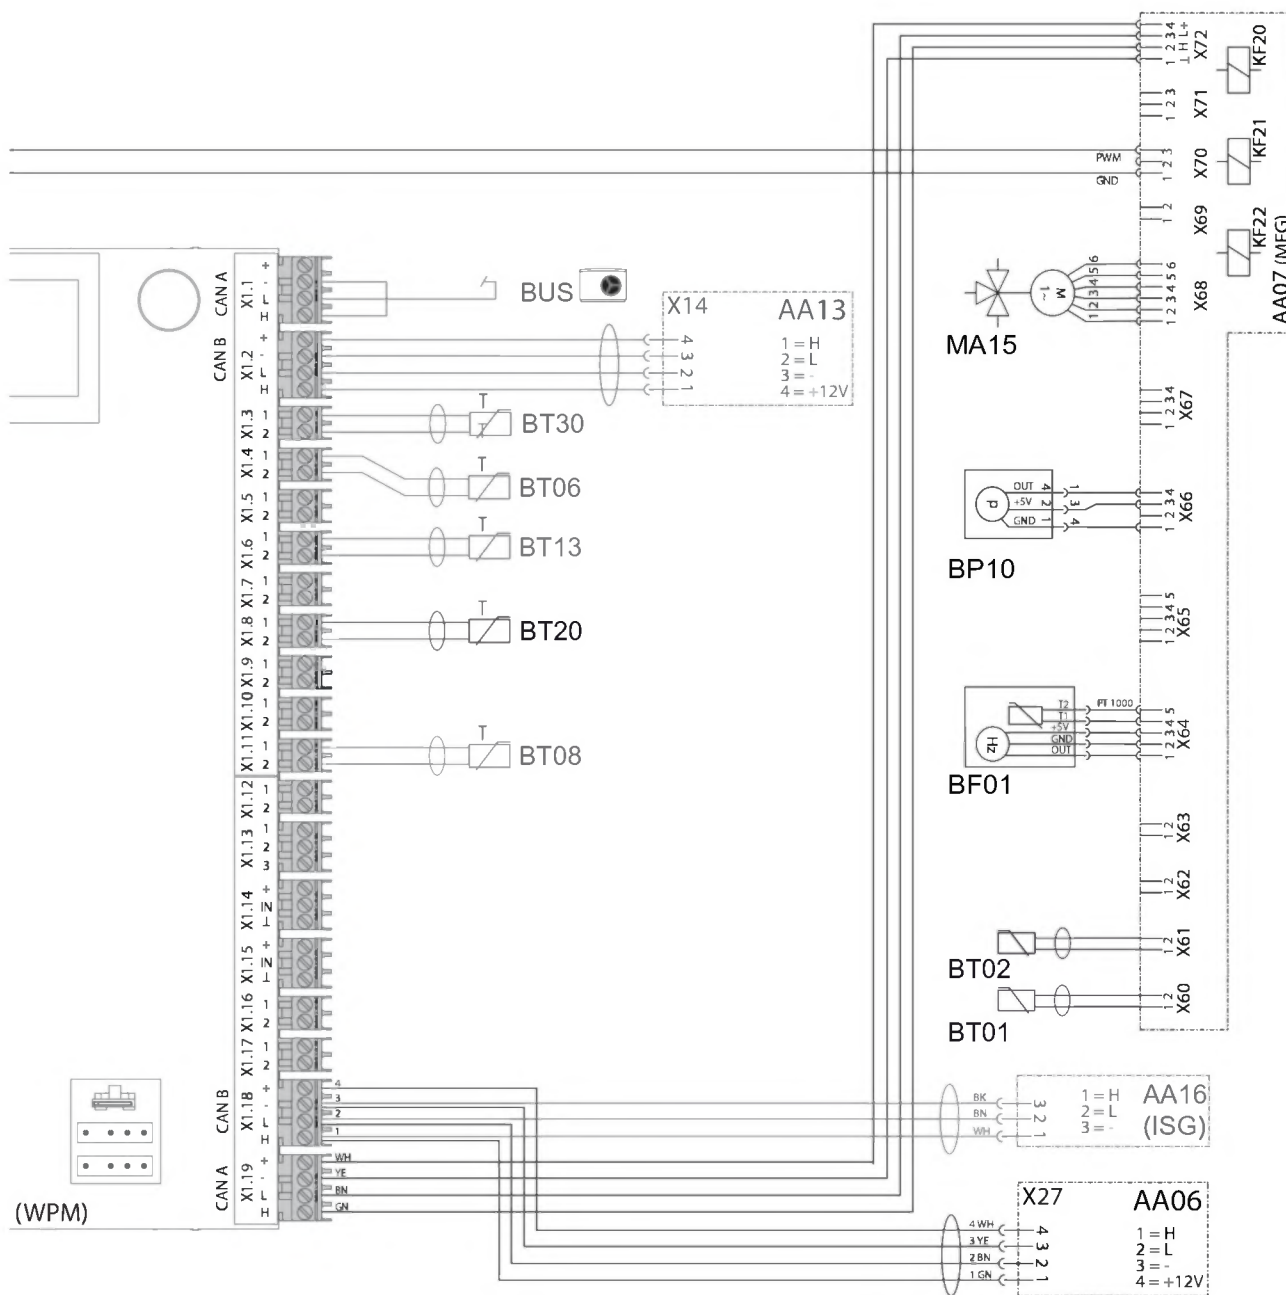 4 L+
3 L
2 H
1 ⊥
X72
KF20
3
2
1
X71
PWM
GND
3
2
1
X70
KF21
2
1
X69
KF22
AA07 (MFG)
6
5
4
3
2
1
6
5
4
3
2
1
X68
M
1~
MA15
4
3
2
1
X67
OUT 4 1
+5V 2 3
GND 1 4
P
4
3
2
1
X66
BP10
5
4
3
2
1
X65
T2 PT 1000
T1
+5V
GND
OUT
Hz
5
4
3
2
1
X64
BF01
2
1
X63
2
1
X62
BT02
2
1
X61
BT01
2
1
X60
CAN A
X1.1
+
-
L
H
BUS
CAN B
X1.2
+
-
L
H
X14 AA13
4
3
2
1
1 = H
2 = L
3 = -
4 = +12V
X1.3 1 2
T
T
BT30
X1.4 1 2
T
BT06
X1.5 1 2
X1.6 1 2
T
BT13
X1.7 1 2
X1.8 1 2
T
BT20
X1.9 1 2
X1.10 1 2
X1.11 1 2
T
BT08
X1.12 1 2
X1.13 1 2 3
X1.14 + IN ⊥
X1.15 + IN ⊥
X1.16 1 2
X1.17 1 2
CAN B
X1.18
+
-
L
H
4
3
2
1
CAN A
X1.19
+
-
L
H
WH
YE
BN
GN
BK 3
BN 2
WH 1
1 = H
2 = L
3 = -
AA16
(ISG)
X27 AA06
4 WH 4
3 YE 3
2 BN 2
1 GN 1
1 = H
2 = L
3 = -
4 = +12V
(WPM)